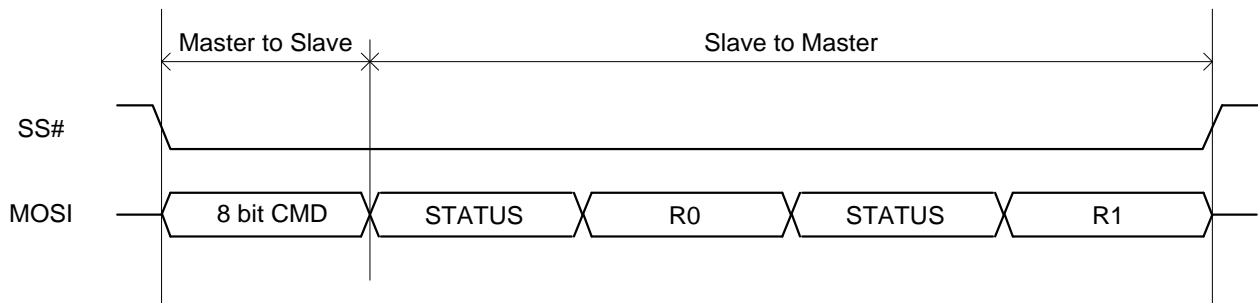 Master to Slave Slave to Master
SS#
MOSI 8 bit CMD STATUS R0 STATUS R1